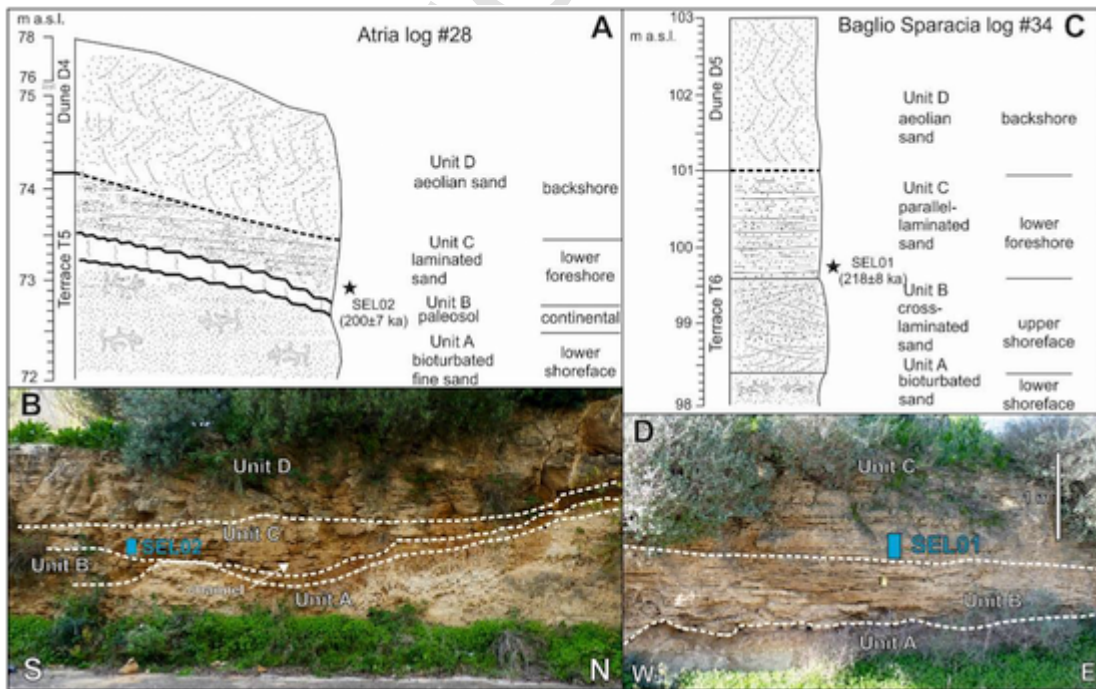 m a.s.l.
78
76
75
74
73
72
Dune D4
Terrace T5
Atria log #28
A
Unit D
aeolian sand
backshore
Unit C
laminated
sand
lower
foreshore
SEL02
(200±7 ka)
Unit B
paleosol
continental
Unit A
bioturbated
fine sand
lower
shoreface
103
m a.s.l.
102
101
100
99
98
Dune D5
Terrace T6
Baglio Sparacia log #34
C
Unit D
aeolian
sand
backshore
Unit C
parallel-
laminated
sand
lower
foreshore
SEL01
(218±8 ka)
Unit B
cross-
laminated
sand
upper
shoreface
Unit A
bioturbated
sand
lower
shoreface
B
Unit D
Unit C
SEL02
Unit B
Unit A
S
N
D
Unit C
SEL01
Unit B
Unit A
W
E